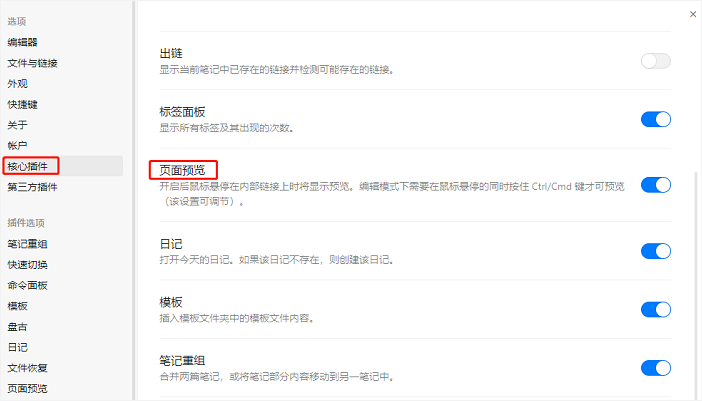 选项
编辑器
文件与链接
外观
快捷键
关于
帐户
核心插件
第三方插件
插件选项
笔记重组
快速切换
命令面板
模板
盘古
日记
文件恢复
页面预览
×
出链
显示当前笔记中已存在的链接并检测可能存在的链接。
标签面板
显示所有标签及其出现的次数。
页面预览
开启后鼠标悬停在内部链接上时将显示预览。编辑模式下需要在鼠标悬停的同时按住 Ctrl/Cmd 键才可预览
（该设置可调节）。
日记
打开今天的日记。如果该日记不存在，则创建该日记。
模板
插入模板文件夹中的模板文件内容。
笔记重组
合并两篇笔记，或将笔记部分内容移动到另一笔记中。